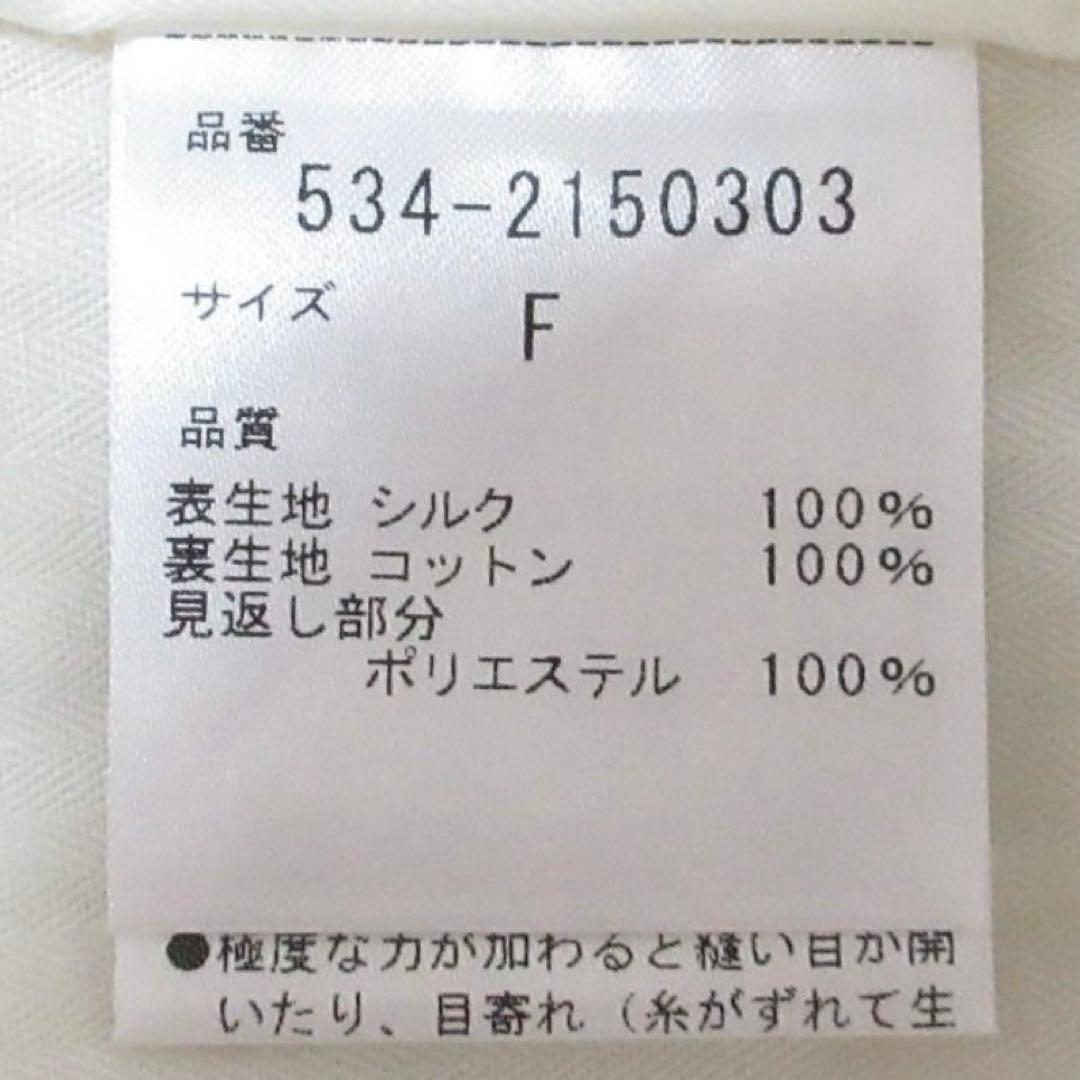 品番
534-2150303
サイズ F
品質
表生地 シルク 100%
裏生地 コットン 100%
見返し部分
ポリエステル 100%
●極度な力が加わると縫い目が開
いたり、目寄れ（糸がずれて生